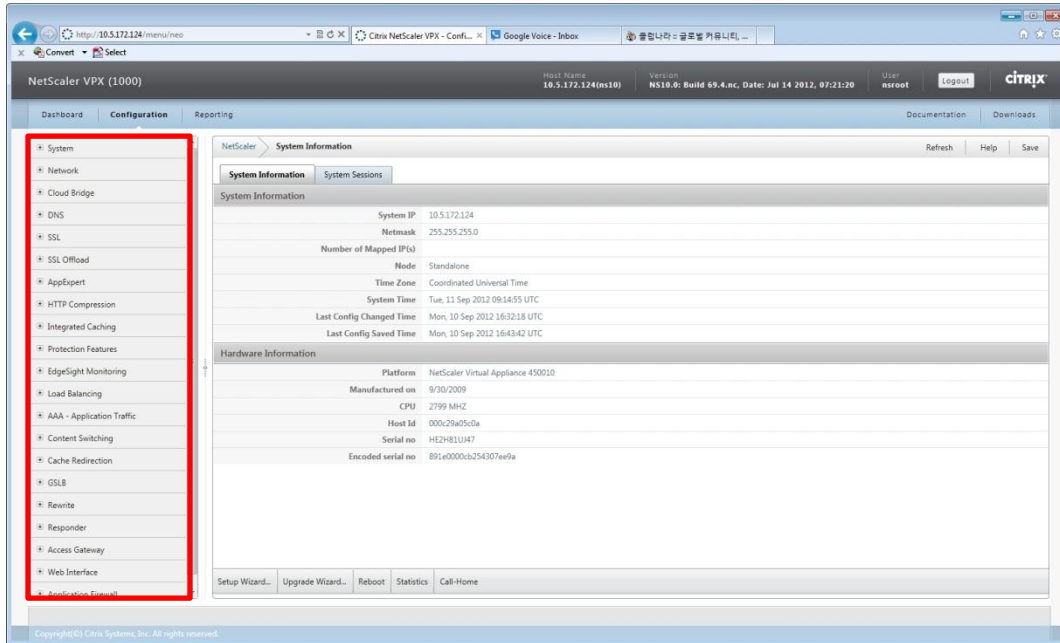 http://10.5.172.124/menu/neo
Citrix NetScaler VPX - Confi...
Google Voice - Inbox
클럽나라 :: 글로벌 커뮤니티, ...
Convert
Select
NetScaler VPX (1000)
Host Name
10.5.172.124(ns10)
Version
NS10.0: Build 69.4.nc, Date: Jul 14 2012, 07:21:20
User
nsroot
Logout
CITRIX
Dashboard
Configuration
Reporting
Documentation
Downloads
System
Network
Cloud Bridge
DNS
SSL
SSL Offload
AppExpert
HTTP Compression
Integrated Caching
Protection Features
EdgeSight Monitoring
Load Balancing
AAA - Application Traffic
Content Switching
Cache Redirection
GSLB
Rewrite
Responder
Access Gateway
Web Interface
Application Firewall
NetScaler
System Information
Refresh
Help
Save
System Information
System Sessions
System Information
System IP 10.5.172.124
Netmask 255.255.255.0
Number of Mapped IP(s)
Node Standalone
Time Zone Coordinated Universal Time
System Time Tue, 11 Sep 2012 09:14:55 UTC
Last Config Changed Time Mon, 10 Sep 2012 16:32:18 UTC
Last Config Saved Time Mon, 10 Sep 2012 16:43:42 UTC
Hardware Information
Platform NetScaler Virtual Appliance 450010
Manufactured on 9/30/2009
CPU 2799 MHZ
Host Id 000c29a05c0a
Serial no HE2H81UJ47
Encoded serial no 891e0000cb254307ee9a
Setup Wizard...
Upgrade Wizard...
Reboot
Statistics
Call-Home
Copyright(©) Citrix Systems, Inc. All rights reserved.